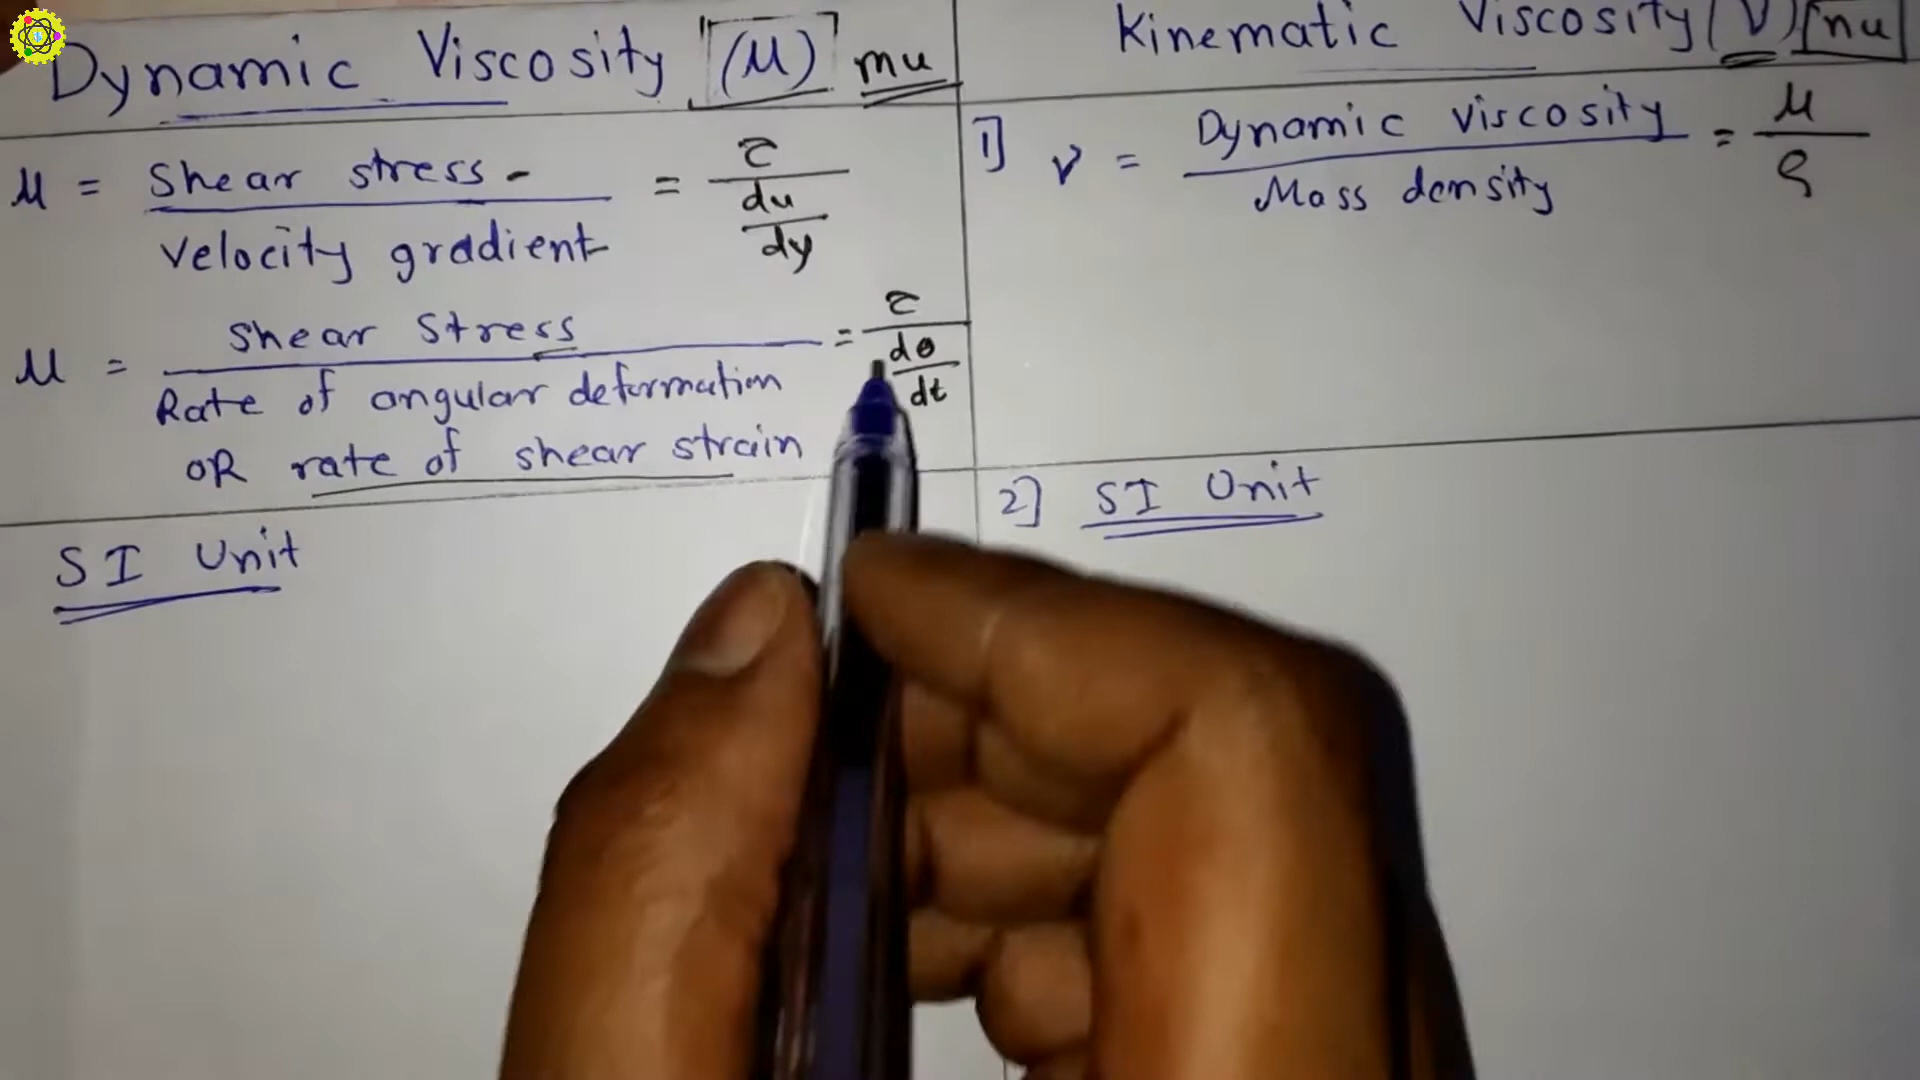 Dynamic Viscosity (μ) mu
μ = Shear stress / Velocity gradient = τ / du/dy
μ = Shear Stress / Rate of angular deformation OR rate of shear strain = τ / dθ/dt
SI Unit
Kinematic Viscosity (ν) nu
1] ν = Dynamic viscosity / Mass density = μ / ρ
2] SI Unit